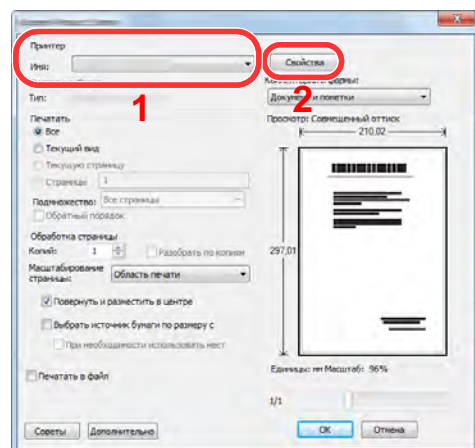 Принтер
Имя:
Свойства
1
2
Тип:
Документ и пометки
Печатать
Просмотр: Совмещенный оттиск
Все
210,02
Текущий вид
Текущую страницу
Страницы 1
Подмножество: Все страницы
Обратный порядок
Обработка страницы
Копий: 1
Разобрать по копиям
297,01
Масштабирование страницы: Область печати
Повернуть и разместить в центре
Выбрать источник бумаги по размеру с
При необходимости использовать нест
Единицы: мм Масштаб: 96%
Печатать в файл
1/1
Советы
Дополнительно
OK
Отмена